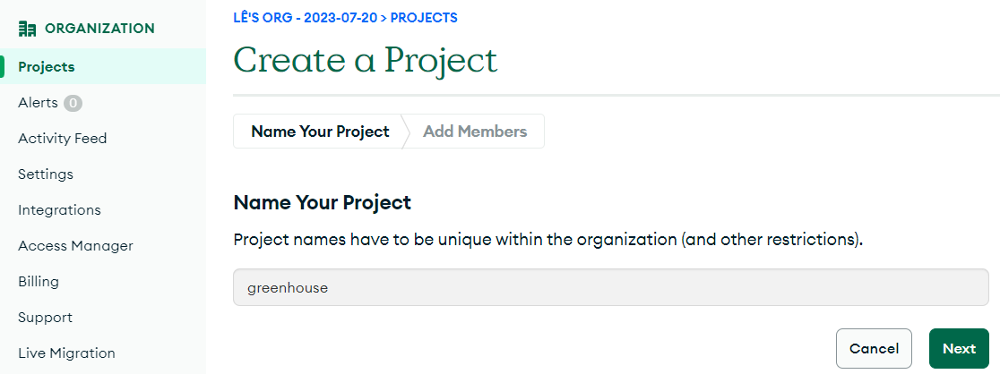 ORGANIZATION
Projects
Alerts 0
Activity Feed
Settings
Integrations
Access Manager
Billing
Support
Live Migration
LÊ'S ORG - 2023-07-20 > PROJECTS
Create a Project
Name Your Project
Add Members
Name Your Project
Project names have to be unique within the organization (and other restrictions).
greenhouse
Cancel
Next